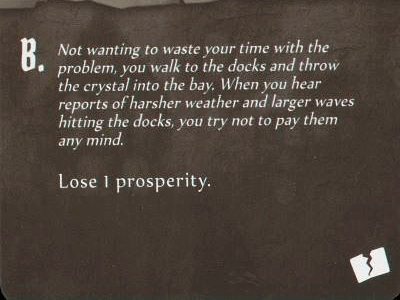 B. Not wanting to waste your time with the
problem, you walk to the docks and throw
the crystal into the bay. When you hear
reports of harsher weather and larger waves
hitting the docks, you try not to pay them
any mind.
Lose 1 prosperity.